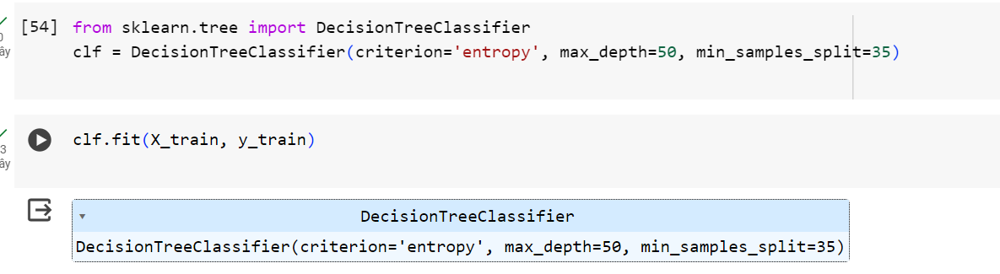 [54] from sklearn.tree import DecisionTreeClassifier
0
ây
clf = DecisionTreeClassifier(criterion='entropy', max_depth=50, min_samples_split=35)
clf.fit(X_train, y_train)
3
ây
DecisionTreeClassifier
DecisionTreeClassifier(criterion='entropy', max_depth=50, min_samples_split=35)